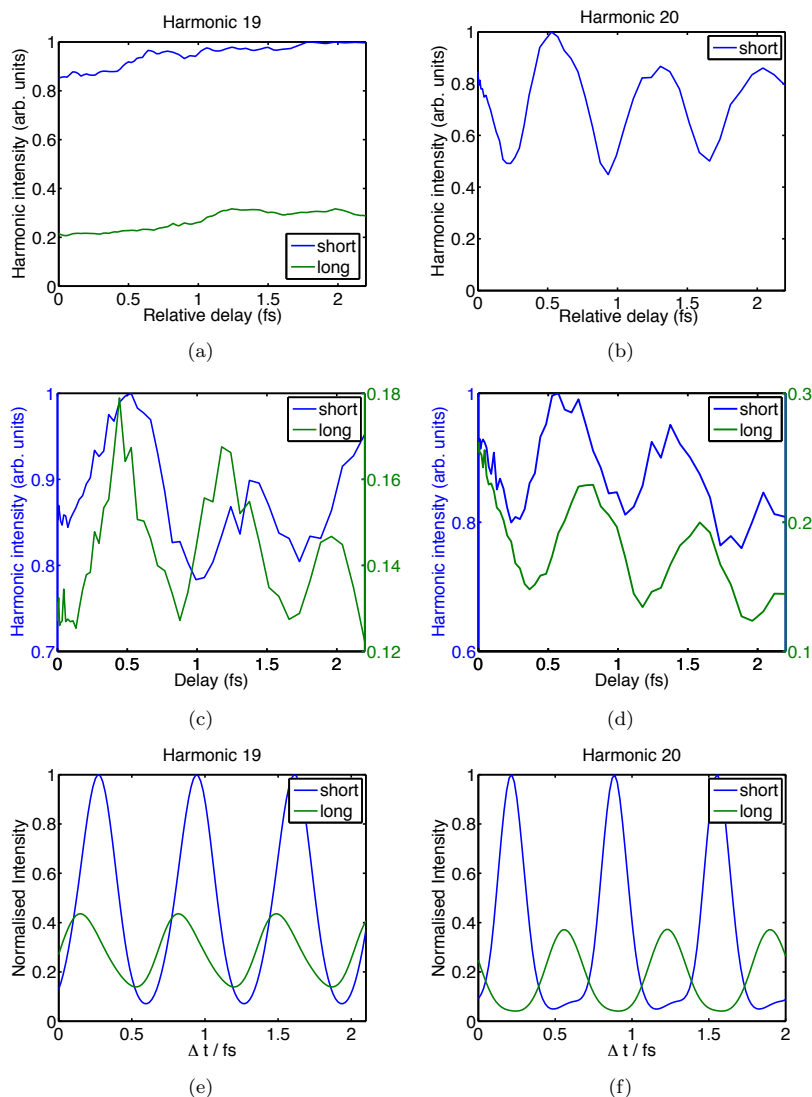 Harmonic 19
Harmonic intensity (arb. units)
1
0.8
0.6
0.4
0.2
0
0 0.5 1 1.5 2
short
long
Relative delay (fs)
(a)
Harmonic 20
Harmonic intensity (arb. units)
1
0.8
0.6
0.4
0.2
0
0 0.5 1 1.5 2
short
Relative delay (fs)
(b)
Harmonic intensity (arb. units)
1
0.9
0.8
0.7
0.18
0.16
0.14
0.12
0 0.5 1 1.5 2
short
long
Delay (fs)
(c)
Harmonic intensity (arb. units)
1
0.8
0.6
0.3
0.2
0.1
0 0.5 1 1.5 2
short
long
Delay (fs)
(d)
Harmonic 19
Normalised Intensity
1
0.8
0.6
0.4
0.2
0
0 0.5 1 1.5 2
short
long
Δ t / fs
(e)
Harmonic 20
Normalised Intensity
1
0.8
0.6
0.4
0.2
0
0 0.5 1 1.5 2
short
long
Δ t / fs
(f)